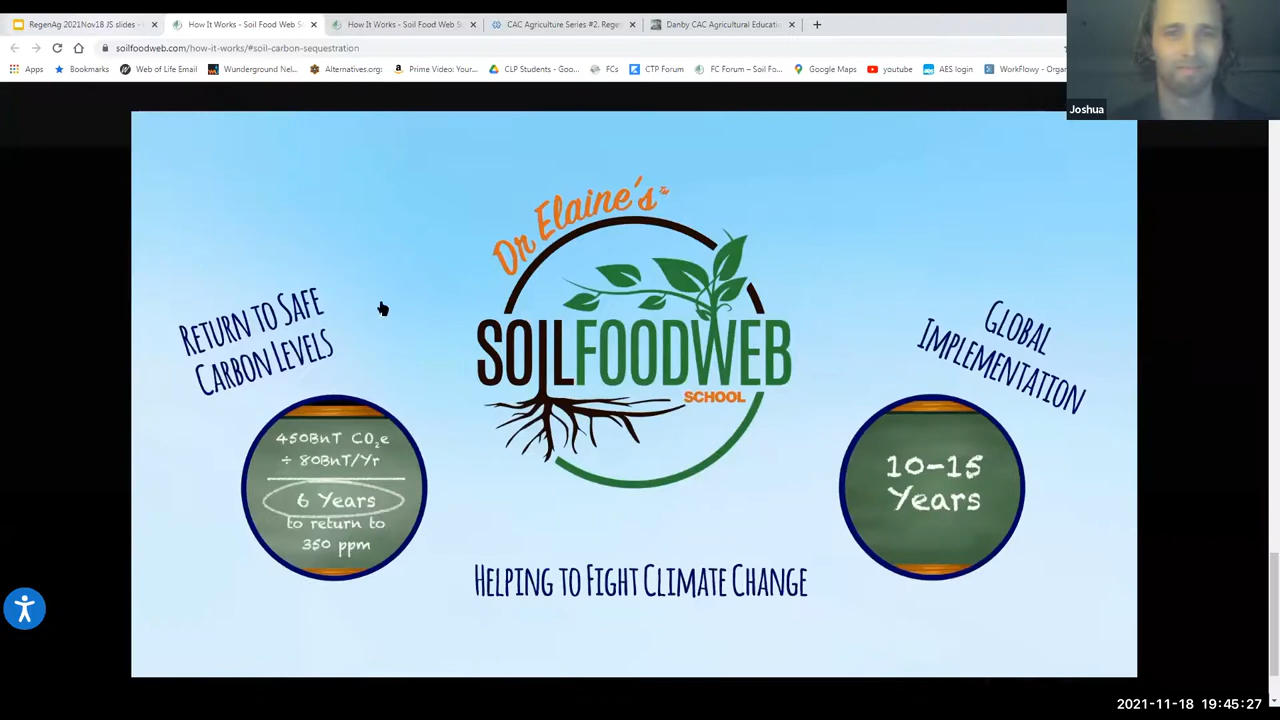 RegenAg 2021Nov18 JS slides -
How It Works - Soil Food Web S
How It Works - Soil Food Web S
CAC Agriculture Series #2. Rege
Danby CAC Agricultural Educati
soilfoodweb.com/how-it-works/#soil-carbon-sequestration
Apps
Bookmarks
Web of Life Email
Wunderground Nel...
Alternatives.org:
Prime Video: Your...
CLP Students - Goo...
FCs
CTP Forum
FC Forum – Soil Fo...
Google Maps
youtube
AES login
WorkFlowy - Organ
Joshua
Dr Elaine's™
SOILFOODWEB
SCHOOL
Return to Safe
Carbon Levels
450BnT CO2e
÷ 80BnT/Yr
6 Years
to return to
350 ppm
Global
Implementation
10-15
Years
Helping to Fight Climate Change
2021-11-18 19:45:27